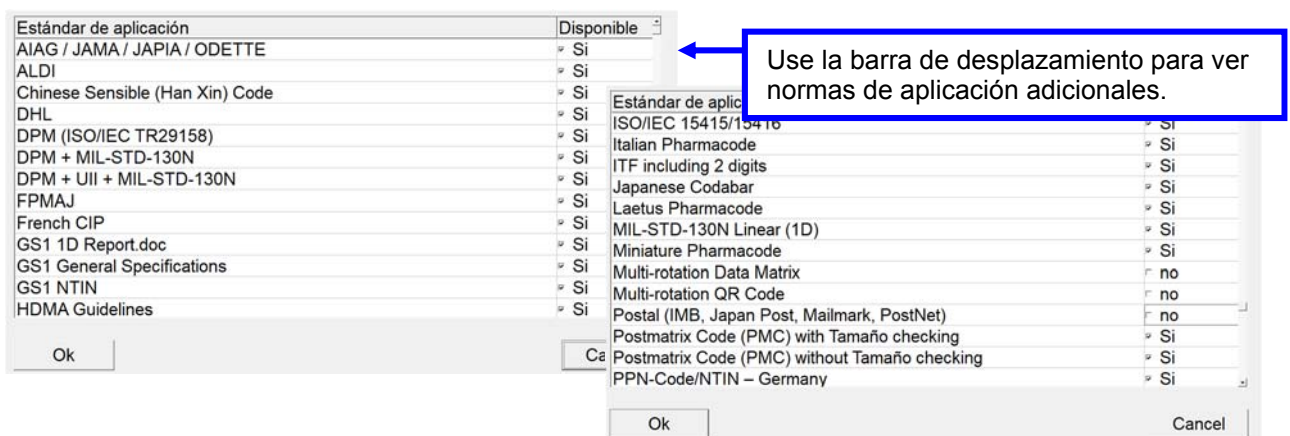 Estándar de aplicación Disponible
AIAG / JAMA / JAPIA / ODETTE Si
ALDI Si
Chinese Sensible (Han Xin) Code Si
DHL Si
DPM (ISO/IEC TR29158) Si
DPM + MIL-STD-130N Si
DPM + UII + MIL-STD-130N Si
FPMAJ Si
French CIP Si
GS1 1D Report.doc Si
GS1 General Specifications Si
GS1 NTIN Si
HDMA Guidelines Si
Ok Ca
Use la barra de desplazamiento para ver
normas de aplicación adicionales.
Estándar de aplic
ISO/IEC 15415/15416 Si
Italian Pharmacode Si
ITF including 2 digits Si
Japanese Codabar Si
Laetus Pharmacode Si
MIL-STD-130N Linear (1D) Si
Miniature Pharmacode Si
Multi-rotation Data Matrix no
Multi-rotation QR Code no
Postal (IMB, Japan Post, Mailmark, PostNet) no
Postmatrix Code (PMC) with Tamaño checking Si
Postmatrix Code (PMC) without Tamaño checking Si
PPN-Code/NTIN – Germany Si
Ok Cancel